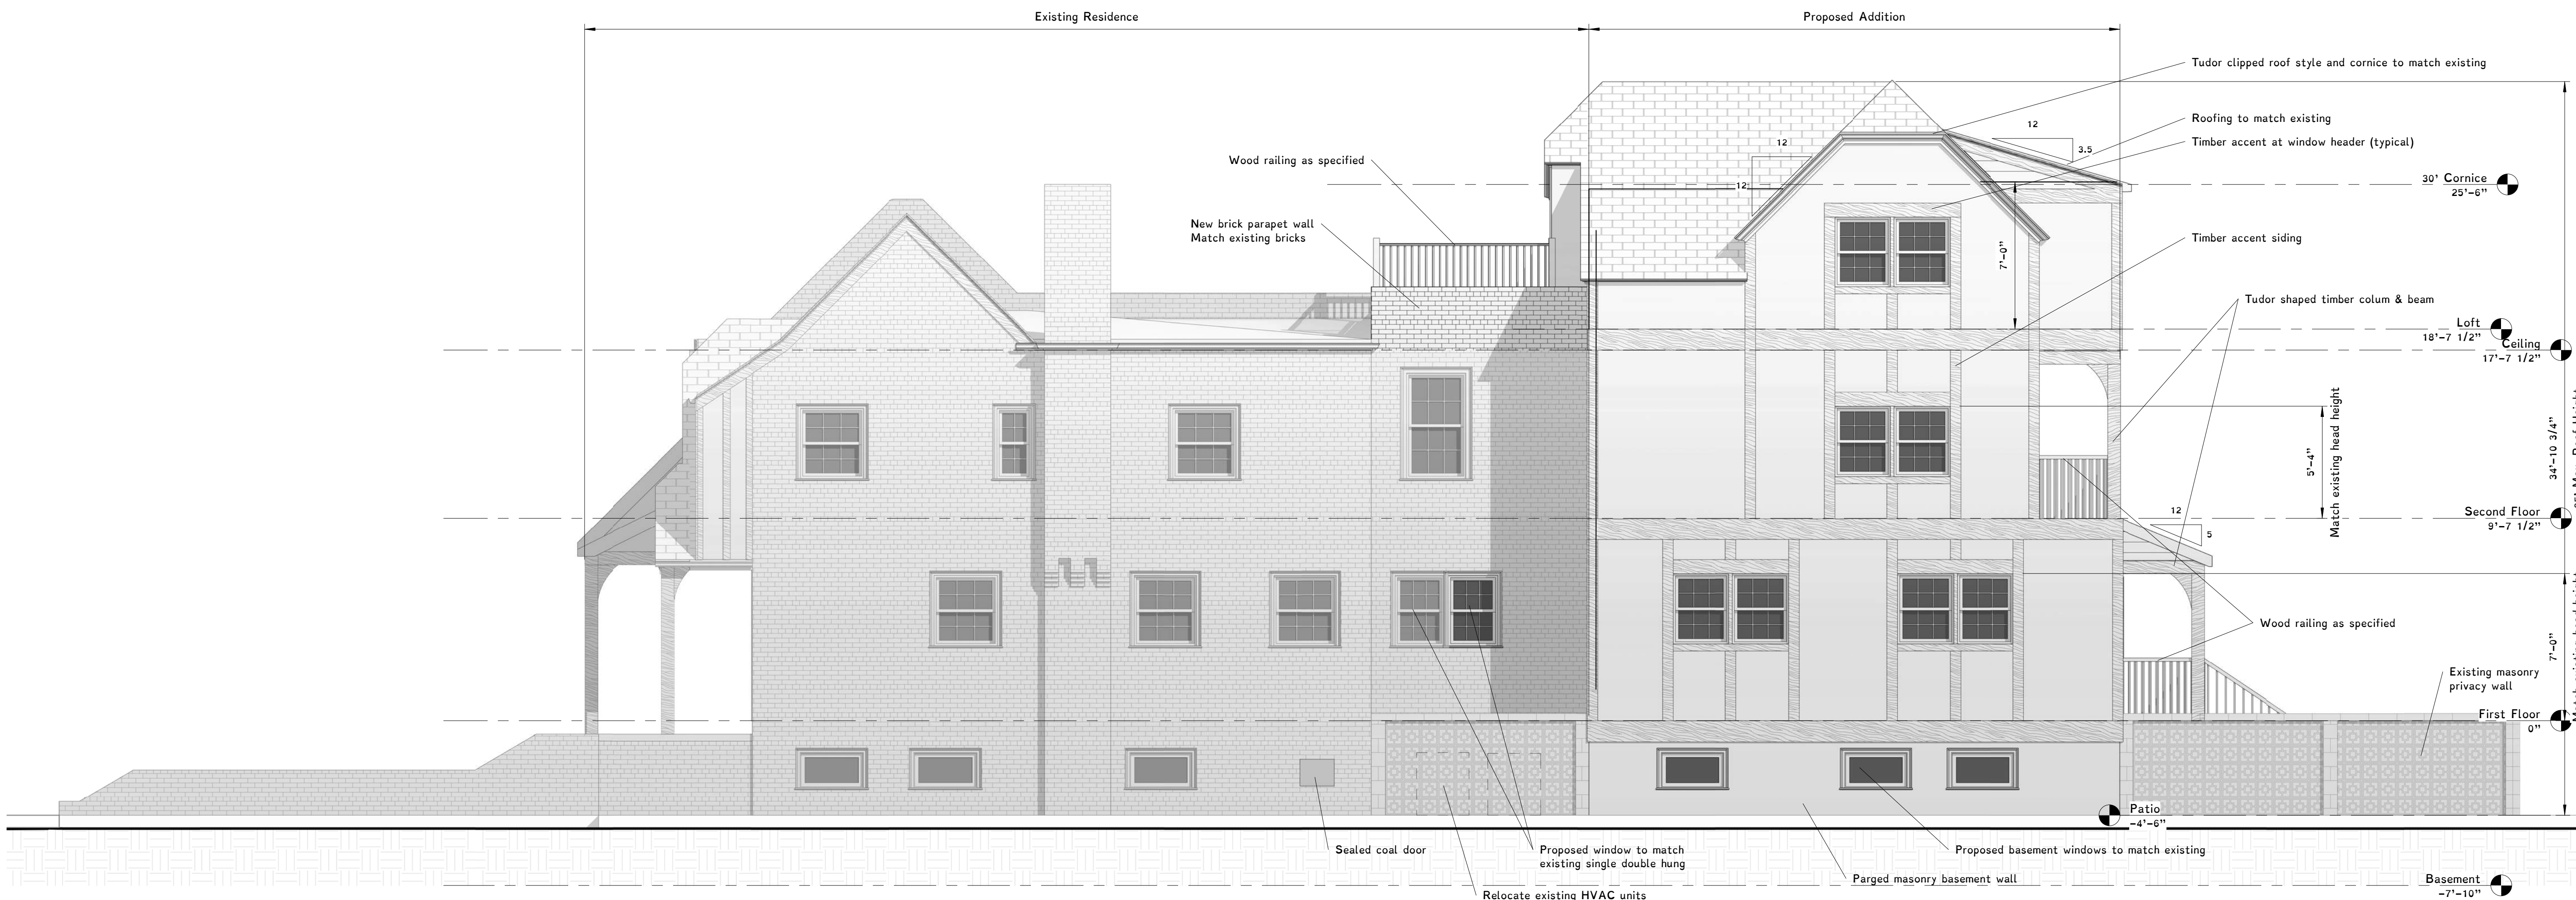 Existing Residence
Proposed Addition
Tudor clipped roof style and cornice to match existing
Roofing to match existing
Timber accent at window header (typical)
12
3.5
12
12
Wood railing as specified
30' Cornice
25'-6"
New brick parapet wall
Match existing bricks
7'-0"
Timber accent siding
Tudor shaped timber colum & beam
Loft
18'-7 1/2"
Ceiling
17'-7 1/2"
5'-4"
Match existing head height
34'-10 3/4"
Second Floor
9'-7 1/2"
12
5
Wood railing as specified
7'-0"
Existing masonry
privacy wall
First Floor
0"
Patio
-4'-6"
Sealed coal door
Proposed window to match
existing single double hung
Relocate existing HVAC units
Proposed basement windows to match existing
Parged masonry basement wall
Basement
-7'-10"